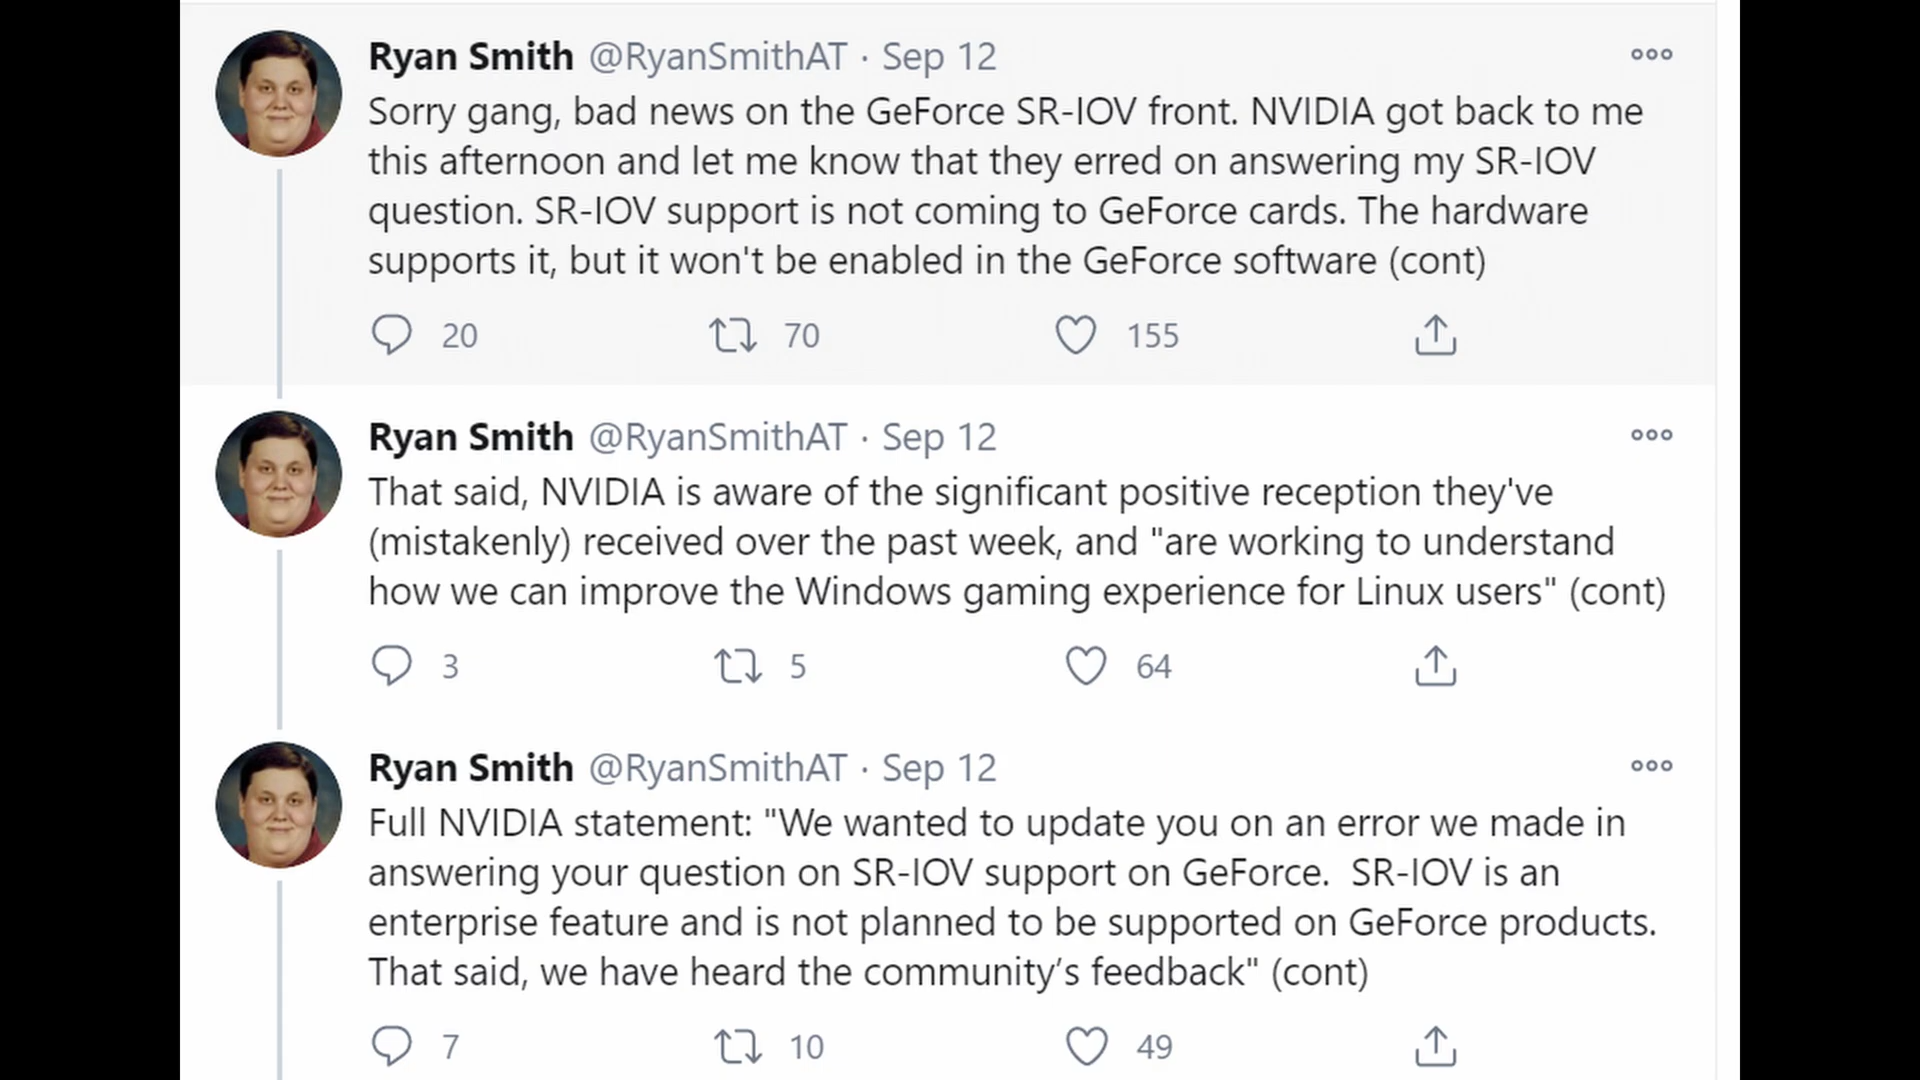 Ryan Smith @RyanSmithAT · Sep 12
Sorry gang, bad news on the GeForce SR-IOV front. NVIDIA got back to me
this afternoon and let me know that they erred on answering my SR-IOV
question. SR-IOV support is not coming to GeForce cards. The hardware
supports it, but it won't be enabled in the GeForce software (cont)
20 70 155
Ryan Smith @RyanSmithAT · Sep 12
That said, NVIDIA is aware of the significant positive reception they've
(mistakenly) received over the past week, and "are working to understand
how we can improve the Windows gaming experience for Linux users" (cont)
3 5 64
Ryan Smith @RyanSmithAT · Sep 12
Full NVIDIA statement: "We wanted to update you on an error we made in
answering your question on SR-IOV support on GeForce.  SR-IOV is an
enterprise feature and is not planned to be supported on GeForce products.
That said, we have heard the community’s feedback" (cont)
7 10 49